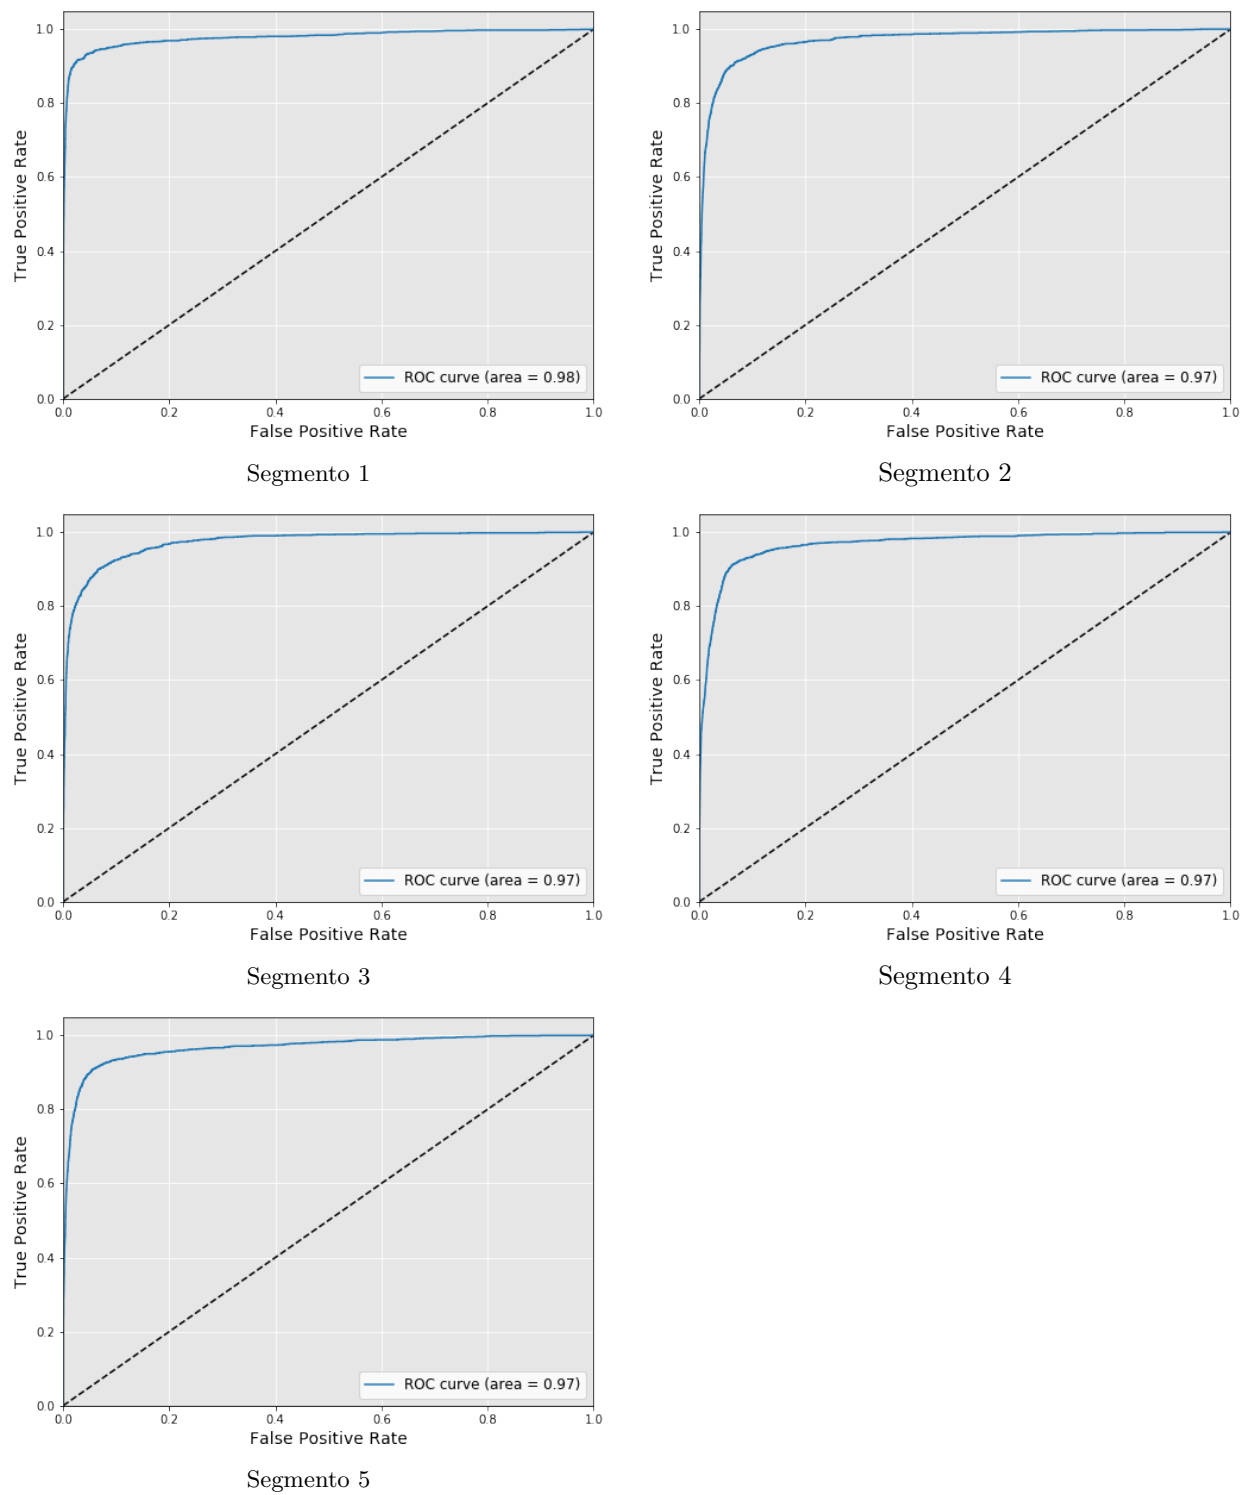 1.0
0.8
0.6
0.4
0.2
0.0
True Positive Rate
ROC curve (area = 0.98)
0.0 0.2 0.4 0.6 0.8 1.0
False Positive Rate
Segmento 1
1.0
0.8
0.6
0.4
0.2
0.0
True Positive Rate
ROC curve (area = 0.97)
0.0 0.2 0.4 0.6 0.8 1.0
False Positive Rate
Segmento 2
1.0
0.8
0.6
0.4
0.2
0.0
True Positive Rate
ROC curve (area = 0.97)
0.0 0.2 0.4 0.6 0.8 1.0
False Positive Rate
Segmento 3
1.0
0.8
0.6
0.4
0.2
0.0
True Positive Rate
ROC curve (area = 0.97)
0.0 0.2 0.4 0.6 0.8 1.0
False Positive Rate
Segmento 4
1.0
0.8
0.6
0.4
0.2
0.0
True Positive Rate
ROC curve (area = 0.97)
0.0 0.2 0.4 0.6 0.8 1.0
False Positive Rate
Segmento 5